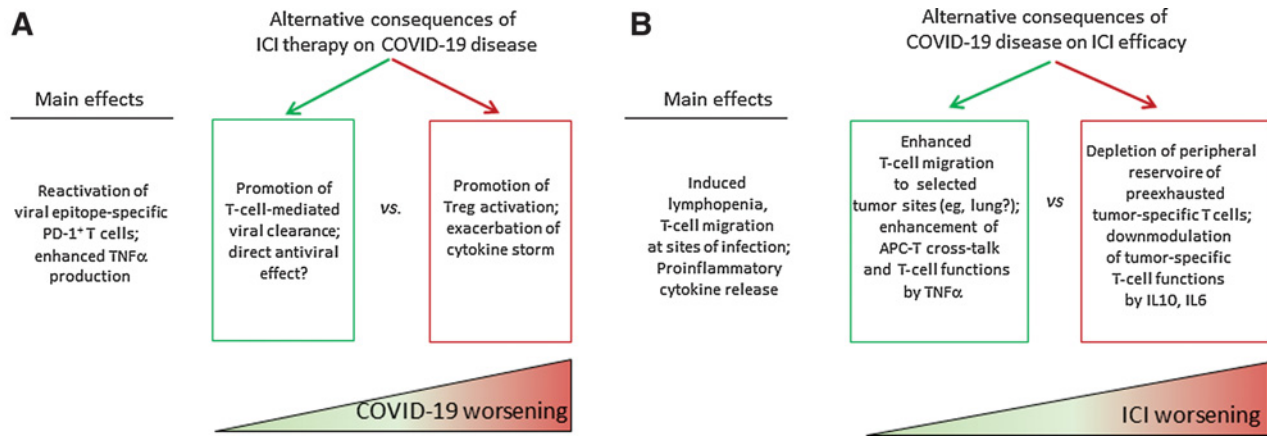 A
Alternative consequences of
ICI therapy on COVID-19 disease
Main effects
Reactivation of
viral epitope-specific
PD-1⁺ T cells;
enhanced TNFα
production
Promotion of
T-cell-mediated
viral clearance;
direct antiviral
effect?
vs.
Promotion of
Treg activation;
exacerbation of
cytokine storm
COVID-19 worsening
B
Alternative consequences of
COVID-19 disease on ICI efficacy
Main effects
Induced
lymphopenia,
T-cell migration
at sites of infection;
Proinflammatory
cytokine release
Enhanced
T-cell migration
to selected
tumor sites (eg, lung?);
enhancement of
APC-T cross-talk
and T-cell functions
by TNFα
vs
Depletion of peripheral
reservoire of
preexhausted
tumor-specific T cells;
downmodulation
of tumor-specific
T-cell functions
by IL10, IL6
ICI worsening